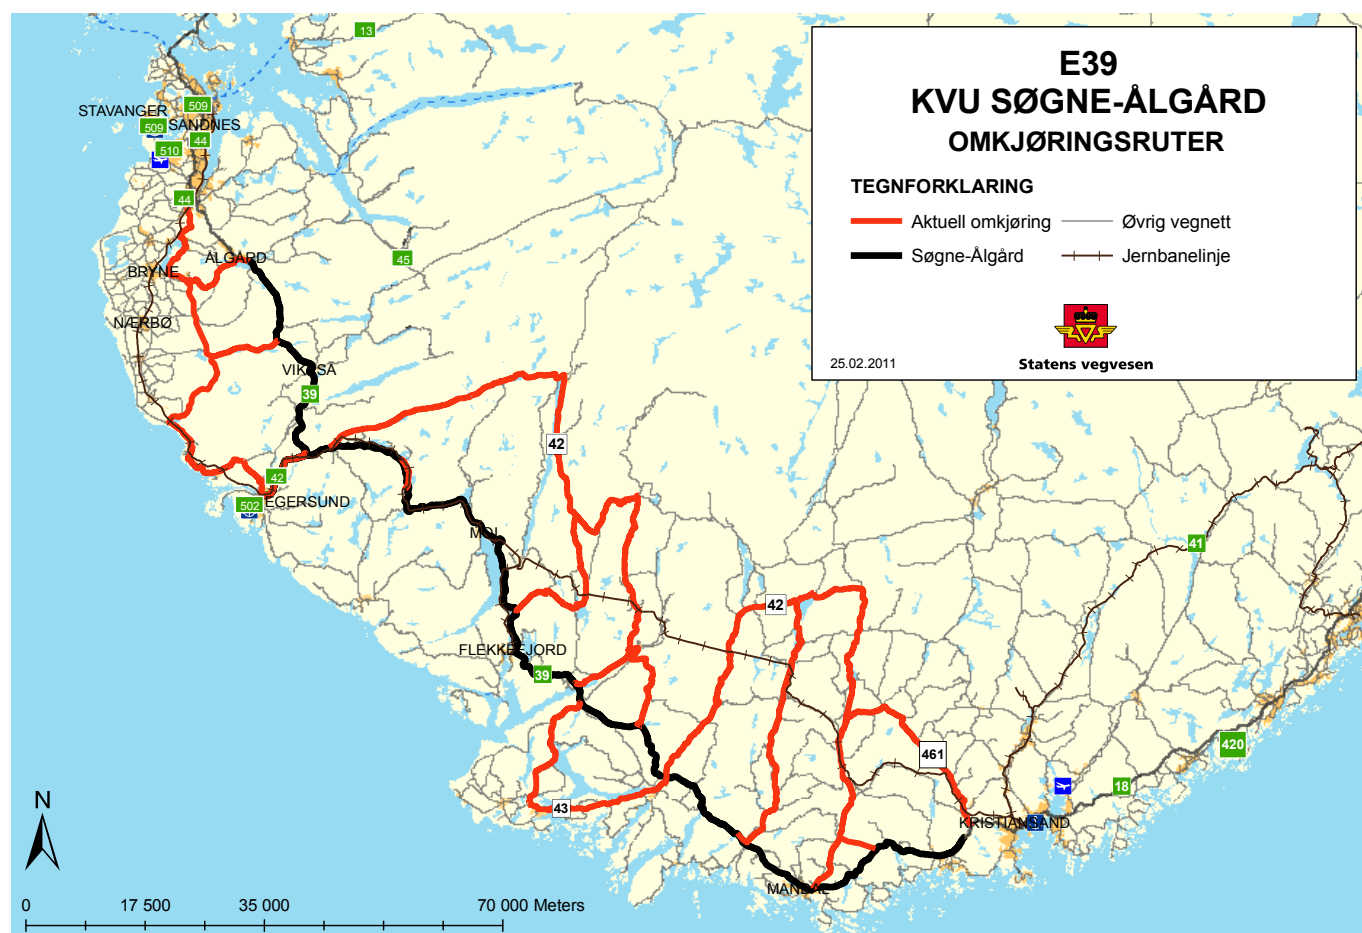 E39
KVU SØGNE-ÅLGÅRD
OMKJØRINGSRUTER
TEGNFORKLARING
Aktuell omkjøring
Øvrig vegnett
Søgne-Ålgård
Jernbanelinje
25.02.2011
Statens vegvesen
13
STAVANGER
509
509
SANDNES
44
510
44
ÅLGÅRD
45
BRYNE
NÆRBØ
VIKESÅ
39
42
42
EGERSUND
502
MOI
41
42
FLEKKEFJORD
39
420
461
18
43
KRISTIANSAND
MANDAL
N
0
17 500
35 000
70 000 Meters